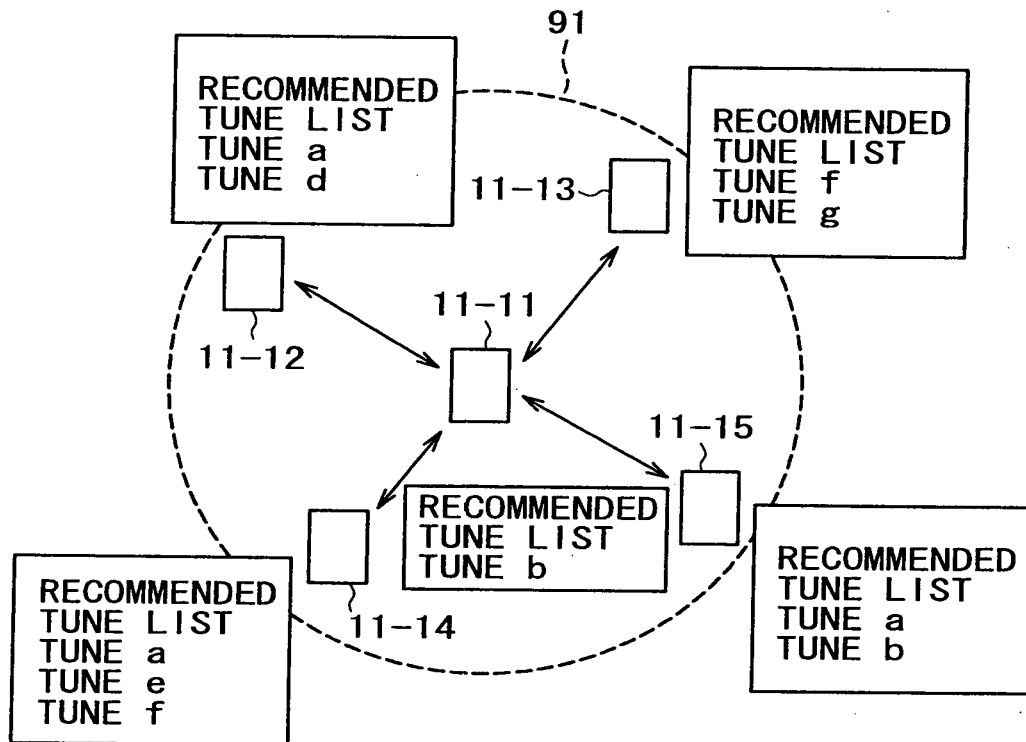 91
RECOMMENDED
TUNE LIST
TUNE a
TUNE d
RECOMMENDED
TUNE LIST
TUNE f
TUNE g
11-13
11-11
11-12
11-15
RECOMMENDED
TUNE LIST
TUNE b
11-14
RECOMMENDED
TUNE LIST
TUNE a
TUNE b
RECOMMENDED
TUNE LIST
TUNE a
TUNE e
TUNE f